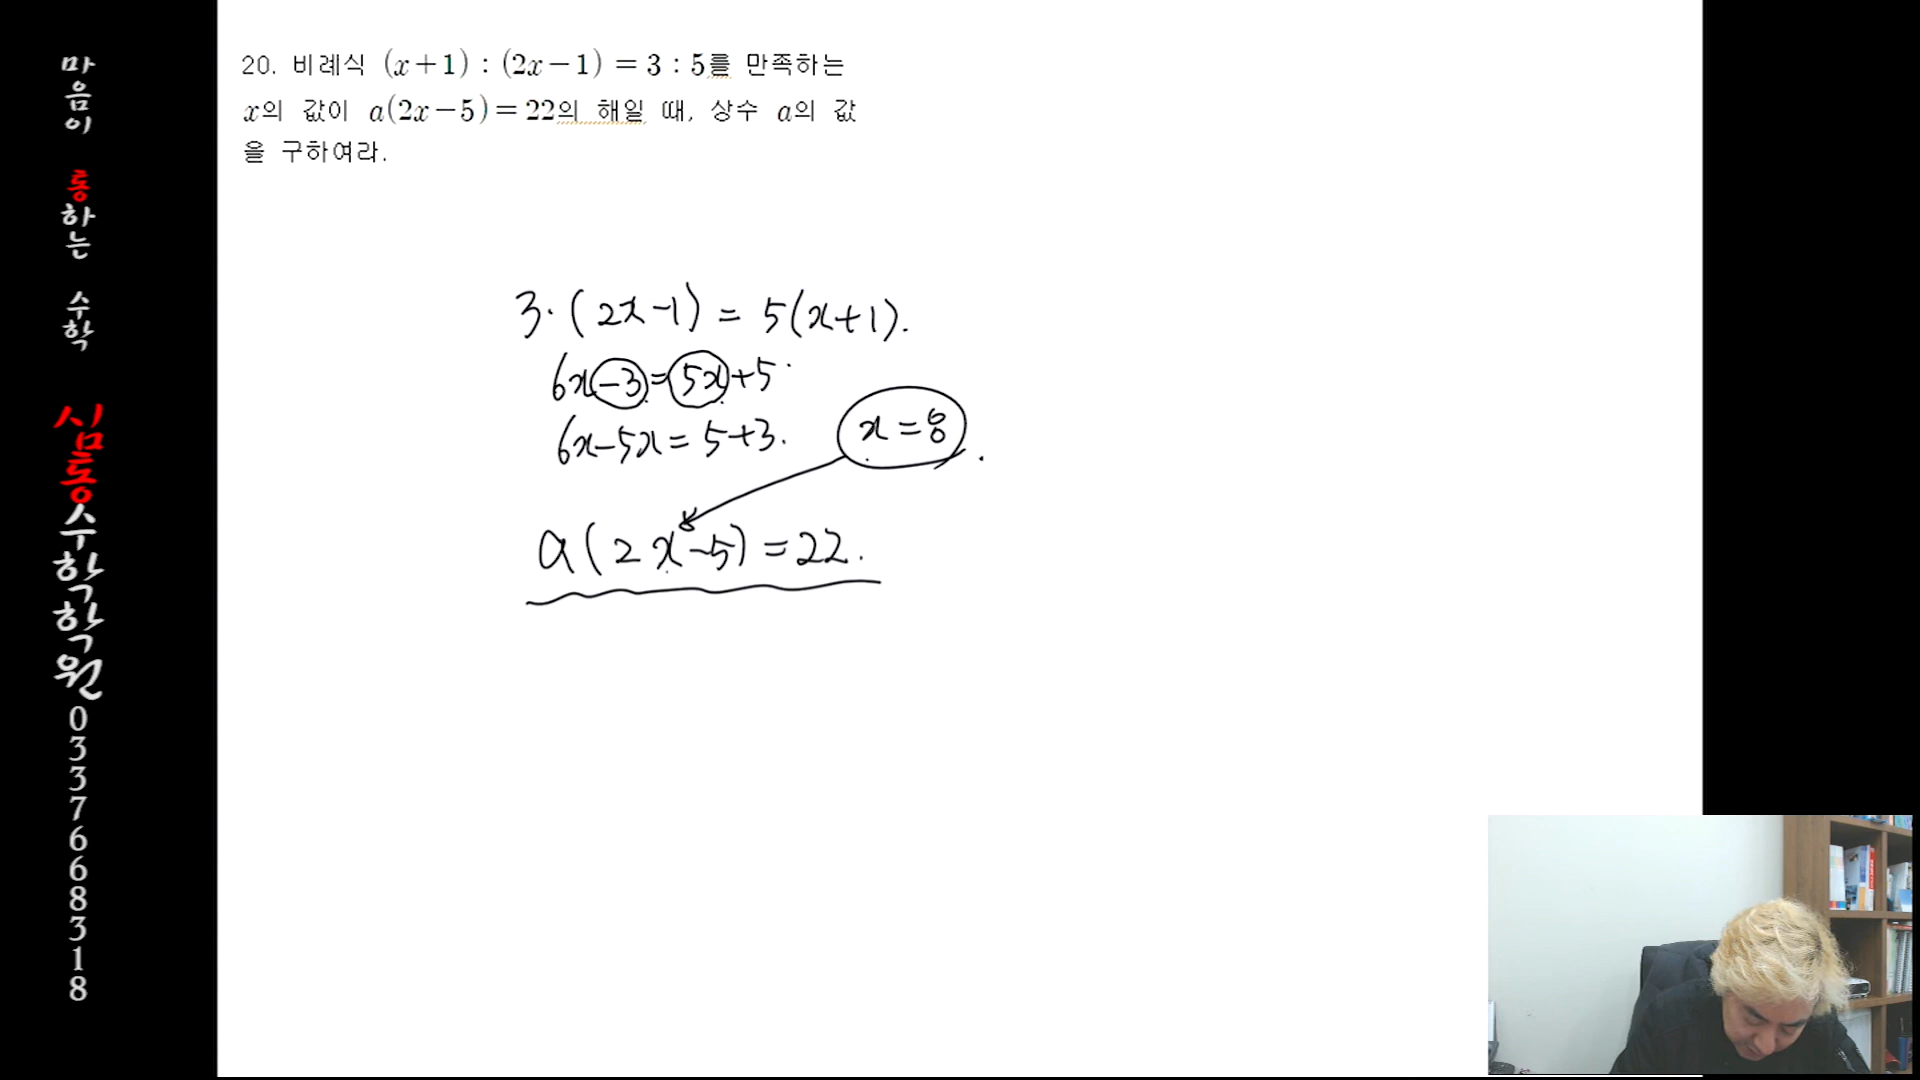 마음이 통하는 수학
심통수학학원
0337668318
20. 비례식 (x+1) : (2x-1) = 3 : 5를 만족하는
x의 값이 a(2x-5) = 22의 해일 때, 상수 a의 값
을 구하여라.
3·(2x-1) = 5(x+1).
6x-3=5x+5
6x-5x=5+3.
x=8
a(2x-5)=22.